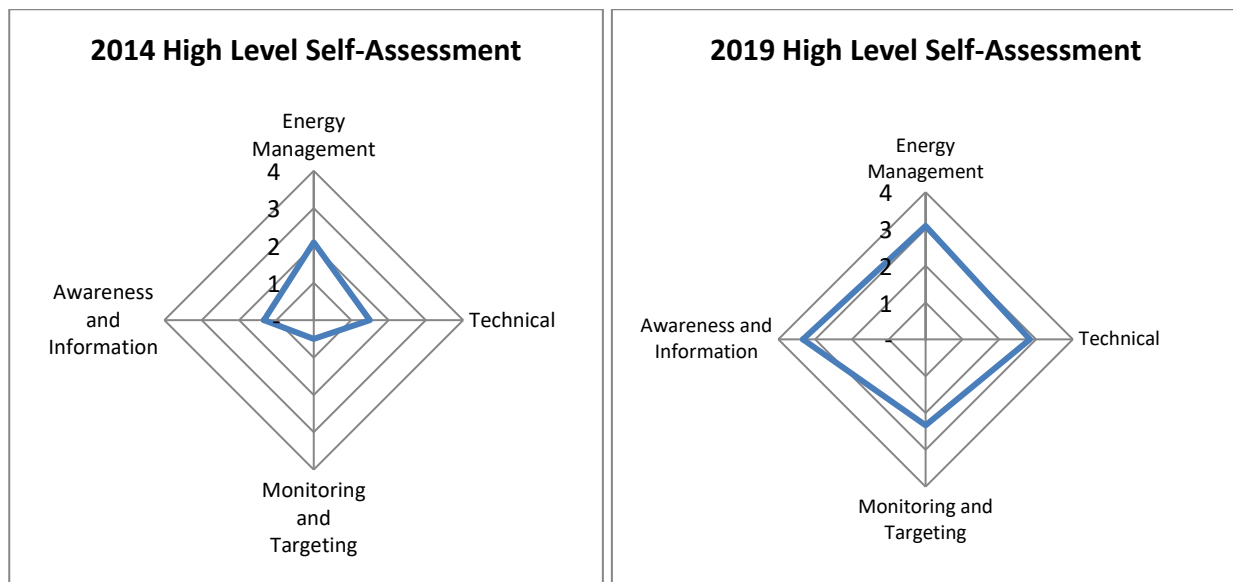 2014 High Level Self-Assessment
Energy
Management
4
3
2
1
-
Awareness
and
Information
Technical
Monitoring
and
Targeting
2019 High Level Self-Assessment
Energy
Management
4
3
2
1
-
Awareness and
Information
Technical
Monitoring and
Targeting